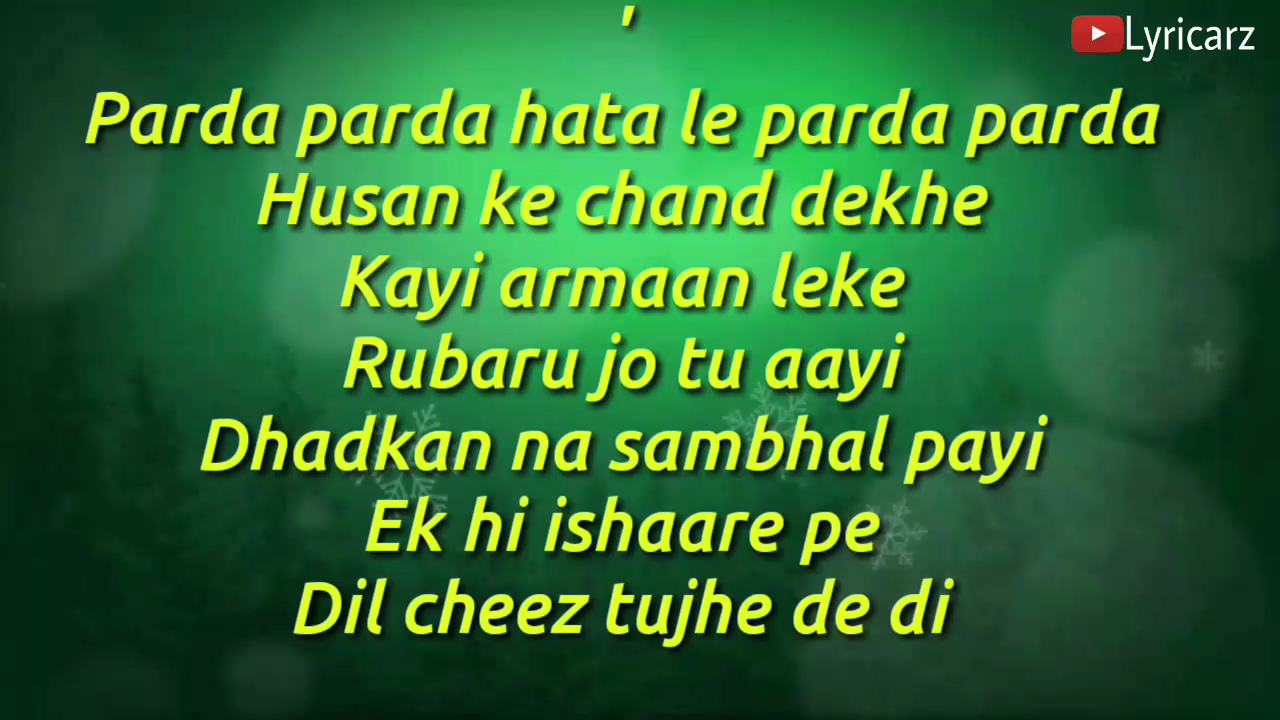 Lyricarz
'
Parda parda hata le parda parda
Husan ke chand dekhe
Kayi armaan leke
Rubaru jo tu aayi
Dhadkan na sambhal payi
Ek hi ishaare pe
Dil cheez tujhe de di